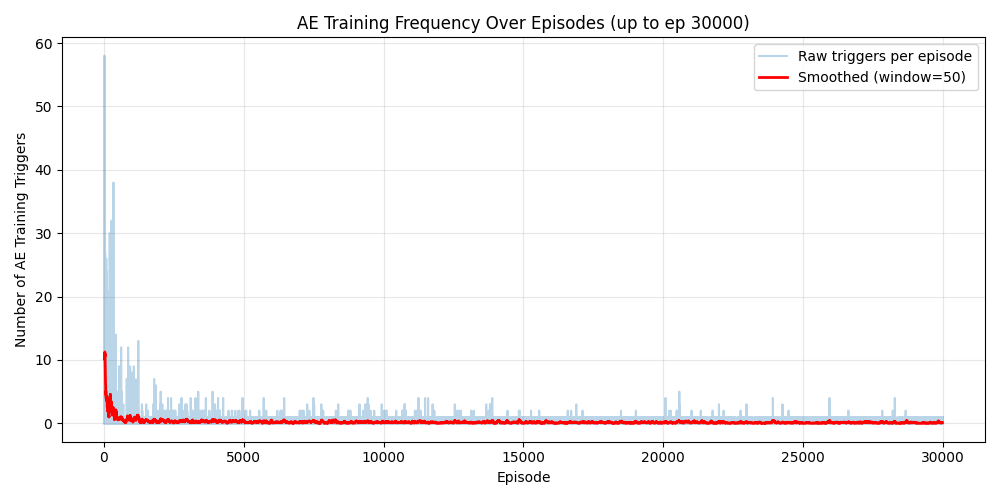 AE Training Frequency Over Episodes (up to ep 30000)
Raw triggers per episode
Smoothed (window=50)
Number of AE Training Triggers
60
50
40
30
20
10
0
0 5000 10000 15000 20000 25000 30000
Episode